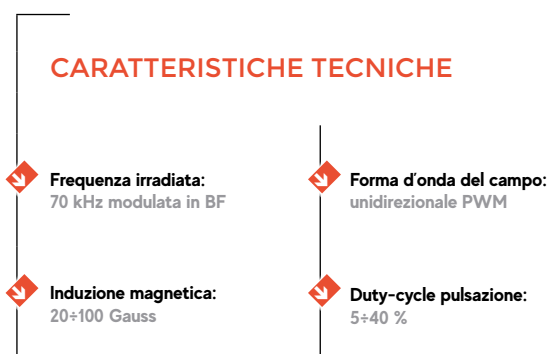 CARATTERISTICHE TECNICHE
Frequenza irradiata:
70 kHz modulata in BF
Forma d'onda del campo:
unidirezionale PWM
Induzione magnetica:
20÷100 Gauss
Duty-cycle pulsazione:
5÷40 %